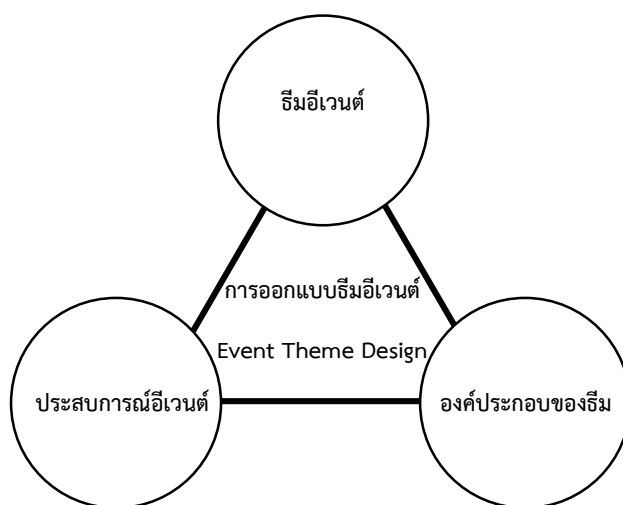 ธีมอีเวนต์
การออกแบบธีมอีเวนต์
Event Theme Design
ประสบการณ์อีเวนต์
องค์ประกอบของธีม